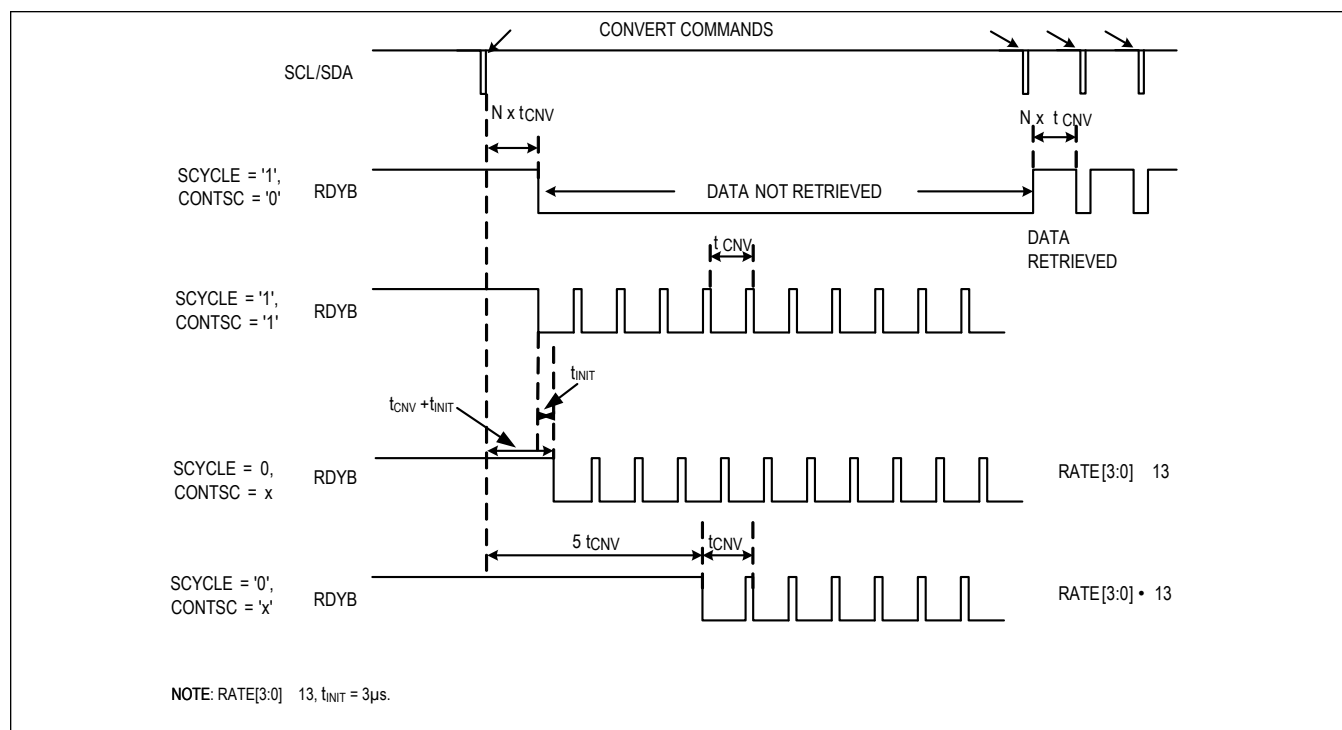 CONVERT COMMANDS
SCL/SDA
N x tCNV
N x tCNV
SCYCLE = '1',
CONTSC = '0'
RDYB
DATA NOT RETRIEVED
DATA
RETRIEVED
tCNV
SCYCLE = '1',
CONTSC = '1'
RDYB
tINIT
tCNV +tINIT
SCYCLE = 0,
CONTSC = x
RDYB
RATE[3:0] 13
5 tCNV
tCNV
SCYCLE = '0',
CONTSC = 'x'
RDYB
RATE[3:0] • 13
NOTE: RATE[3:0] 13, tINIT = 3µs.